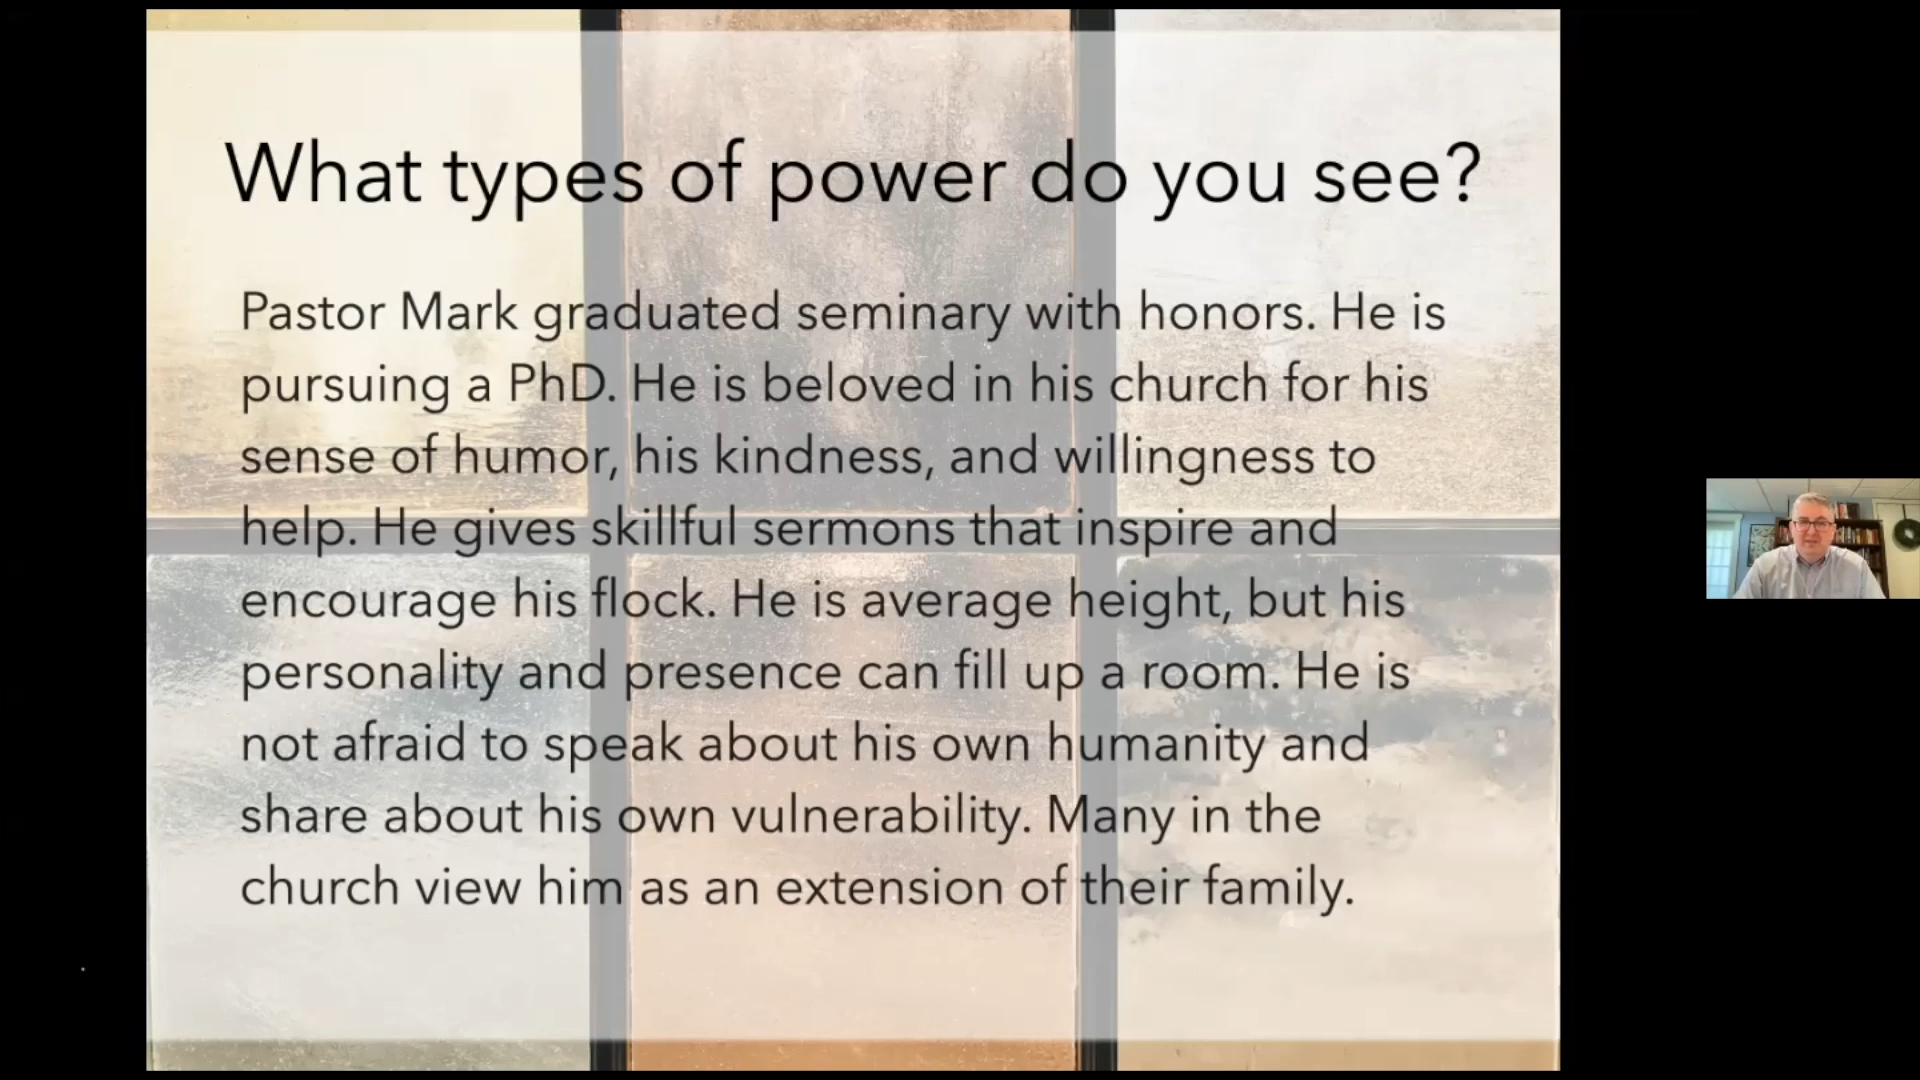 What types of power do you see?
Pastor Mark graduated seminary with honors. He is
pursuing a PhD. He is beloved in his church for his
sense of humor, his kindness, and willingness to
help. He gives skillful sermons that inspire and
encourage his flock. He is average height, but his
personality and presence can fill up a room. He is
not afraid to speak about his own humanity and
share about his own vulnerability. Many in the
church view him as an extension of their family.